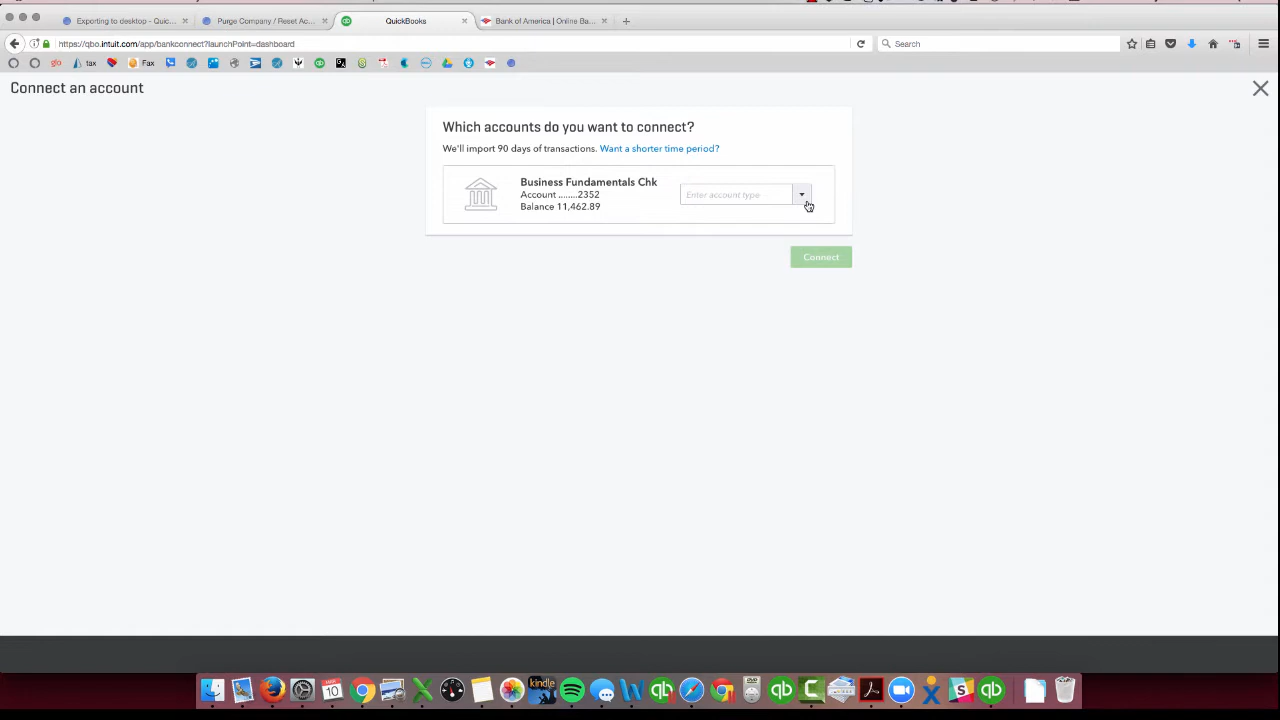 Exporting to desktop - Quic...
Purge Company / Reset Ac...
QuickBooks
Bank of America | Online Ba...
https://qbo.intuit.com/app/bankconnect?launchPoint=dashboard
Search
glo
tax
Fax
Connect an account
Which accounts do you want to connect?
We'll import 90 days of transactions. Want a shorter time period?
Business Fundamentals Chk
Account ........2352
Enter account type
Balance 11,462.89
Connect
10
kindle